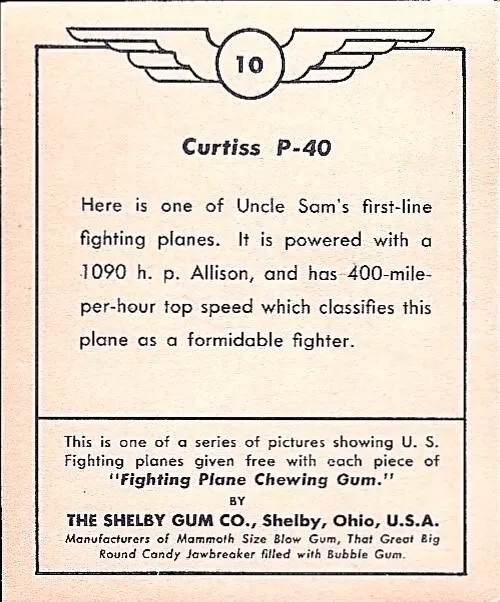 10
Curtiss P-40
Here is one of Uncle Sam's first-line
fighting planes. It is powered with a
1090 h. p. Allison, and has 400-mile-
per-hour top speed which classifies this
plane as a formidable fighter.
This is one of a series of pictures showing U. S.
Fighting planes given free with each piece of
"Fighting Plane Chewing Gum."
BY
THE SHELBY GUM CO., Shelby, Ohio, U.S.A.
Manufacturers of Mammoth Size Blow Gum, That Great Big
Round Candy Jawbreaker filled with Bubble Gum.